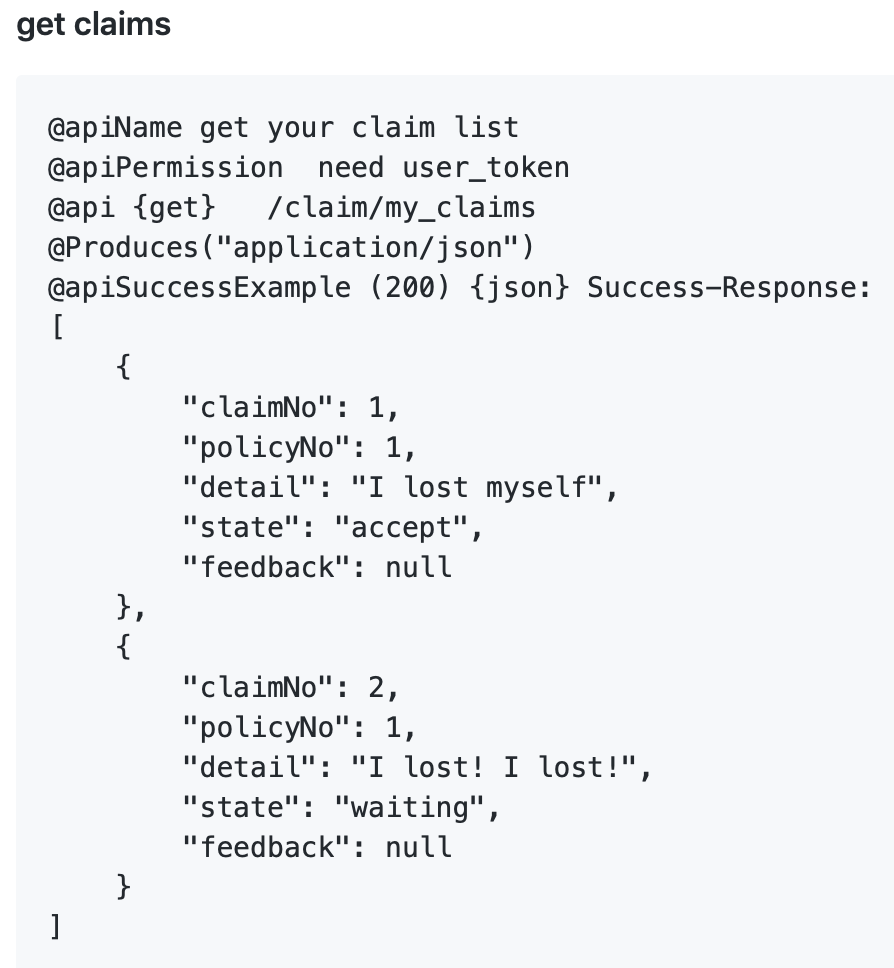 get claims
@apiName get your claim list
@apiPermission  need user_token
@api {get}   /claim/my_claims
@Produces("application/json")
@apiSuccessExample (200) {json} Success-Response:
[
    {
        "claimNo": 1,
        "policyNo": 1,
        "detail": "I lost myself",
        "state": "accept",
        "feedback": null
    },
    {
        "claimNo": 2,
        "policyNo": 1,
        "detail": "I lost! I lost!",
        "state": "waiting",
        "feedback": null
    }
]